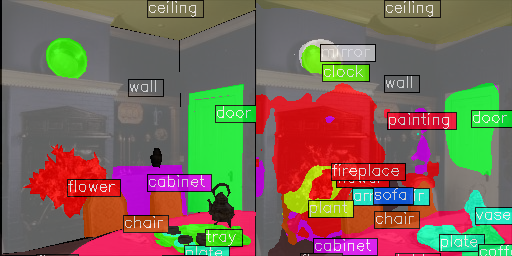 ceiling
wall
door
flower
cabinet
chair
tray
plate
ceiling
mirror
clock
wall
painting
door
fireplace
sofa
plant
chair
vase
plate
cabinet